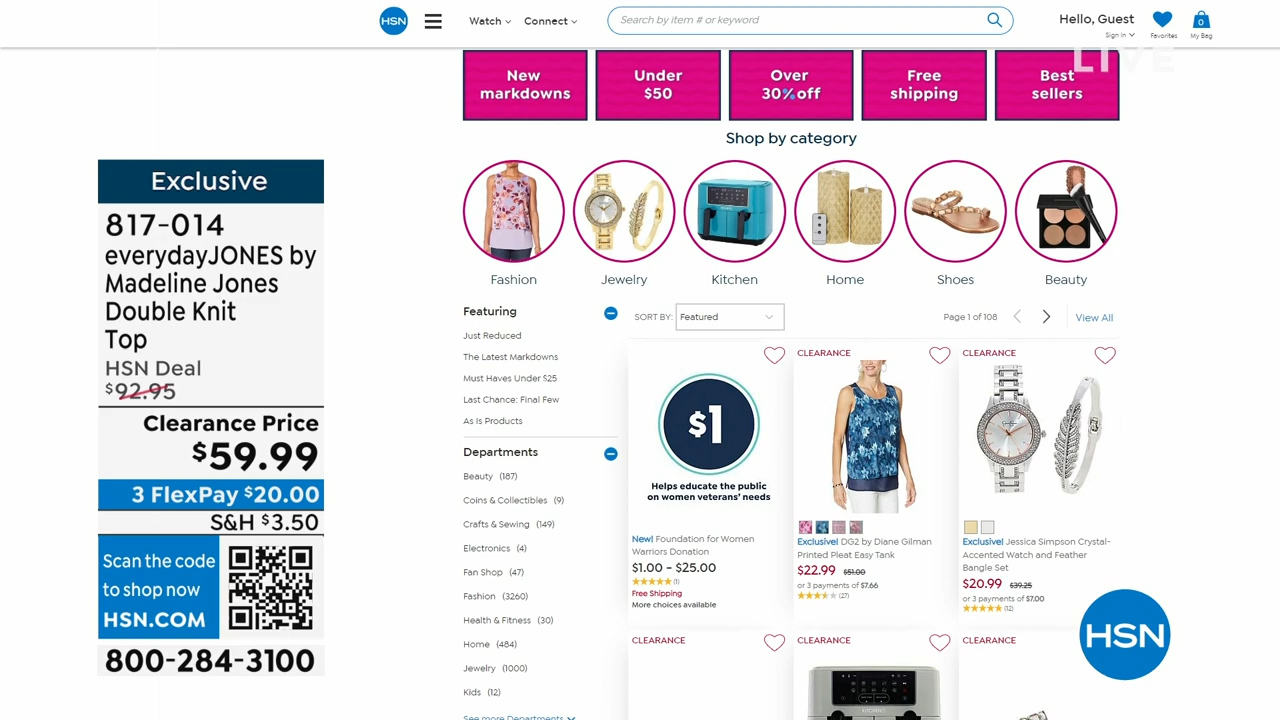 HSN
Watch
Connect
Search by item # or keyword
Hello, Guest
Sign In
Favorites
0
My Bag
LIVE
New
markdowns
Under
$50
Over
30% off
Free
shipping
Best
sellers
Shop by category
Fashion
Jewelry
Kitchen
Home
Shoes
Beauty
Exclusive
817-014
everydayJONES by
Madeline Jones
Double Knit
Top
HSN Deal
$92.95
Clearance Price
$59.99
3 FlexPay $20.00
S&H $3.50
Scan the code
to shop now
HSN.COM
800-284-3100
Featuring
Just Reduced
The Latest Markdowns
Must Haves Under $25
Last Chance: Final Few
As Is Products
Departments
Beauty (187)
Coins & Collectibles (9)
Crafts & Sewing (149)
Electronics (4)
Fan Shop (47)
Fashion (3260)
Health & Fitness (30)
Home (484)
Jewelry (1000)
Kids (12)
See more Departments
SORT BY: Featured
Page 1 of 108
View All
$1
Helps educate the public
on women veterans' needs
New! Foundation for Women
Warriors Donation
$1.00 - $25.00
(1)
Free Shipping
More choices available
CLEARANCE
Exclusive! DG2 by Diane Gilman
Printed Pleat Easy Tank
$22.99 $51.00
or 3 payments of $7.66
(27)
CLEARANCE
Exclusive! Jessica Simpson Crystal-
Accented Watch and Feather
Bangle Set
$20.99 $39.25
or 3 payments of $7.00
(12)
CLEARANCE
CLEARANCE
CLEARANCE
HSN